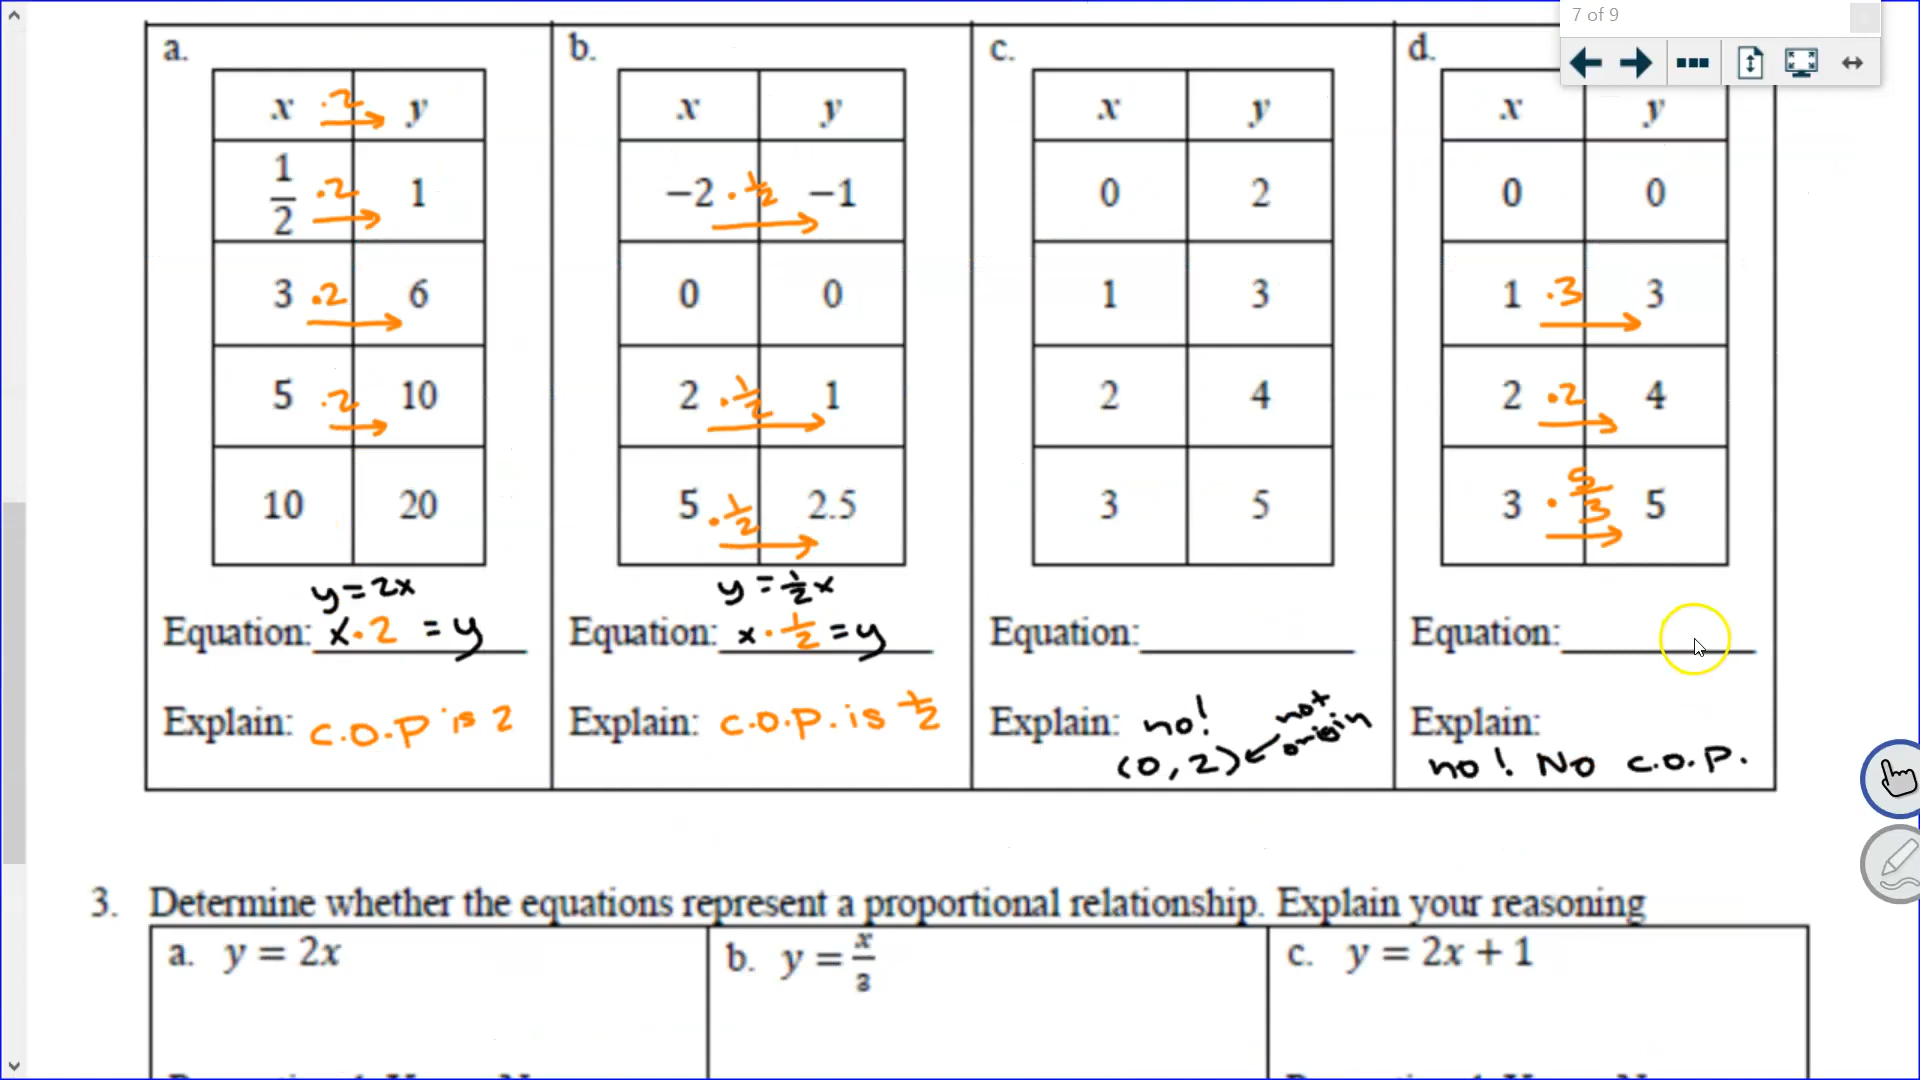 7 of 9
a.
x ·2 y
1/2 ·2 1
3 ·2 6
5 ·2 10
10 20
y = 2x
Equation: x · 2 = y
Explain: c.o.p is 2
b.
x y
−2 · 1/2 −1
0 0
2 · 1/2 1
5 · 1/2 2.5
y = 1/2 x
Equation: x · 1/2 = y
Explain: c.o.p. is 1/2
c.
x y
0 2
1 3
2 4
3 5
Equation:
Explain: no!
(0, 2) ← not origin
d.
x y
0 0
1 ·3 3
2 ·2 4
3 · 5/3 5
Equation:
Explain:
no! No c.o.p.
3. Determine whether the equations represent a proportional relationship. Explain your reasoning
a. y = 2x
b. y = x/3
c. y = 2x + 1